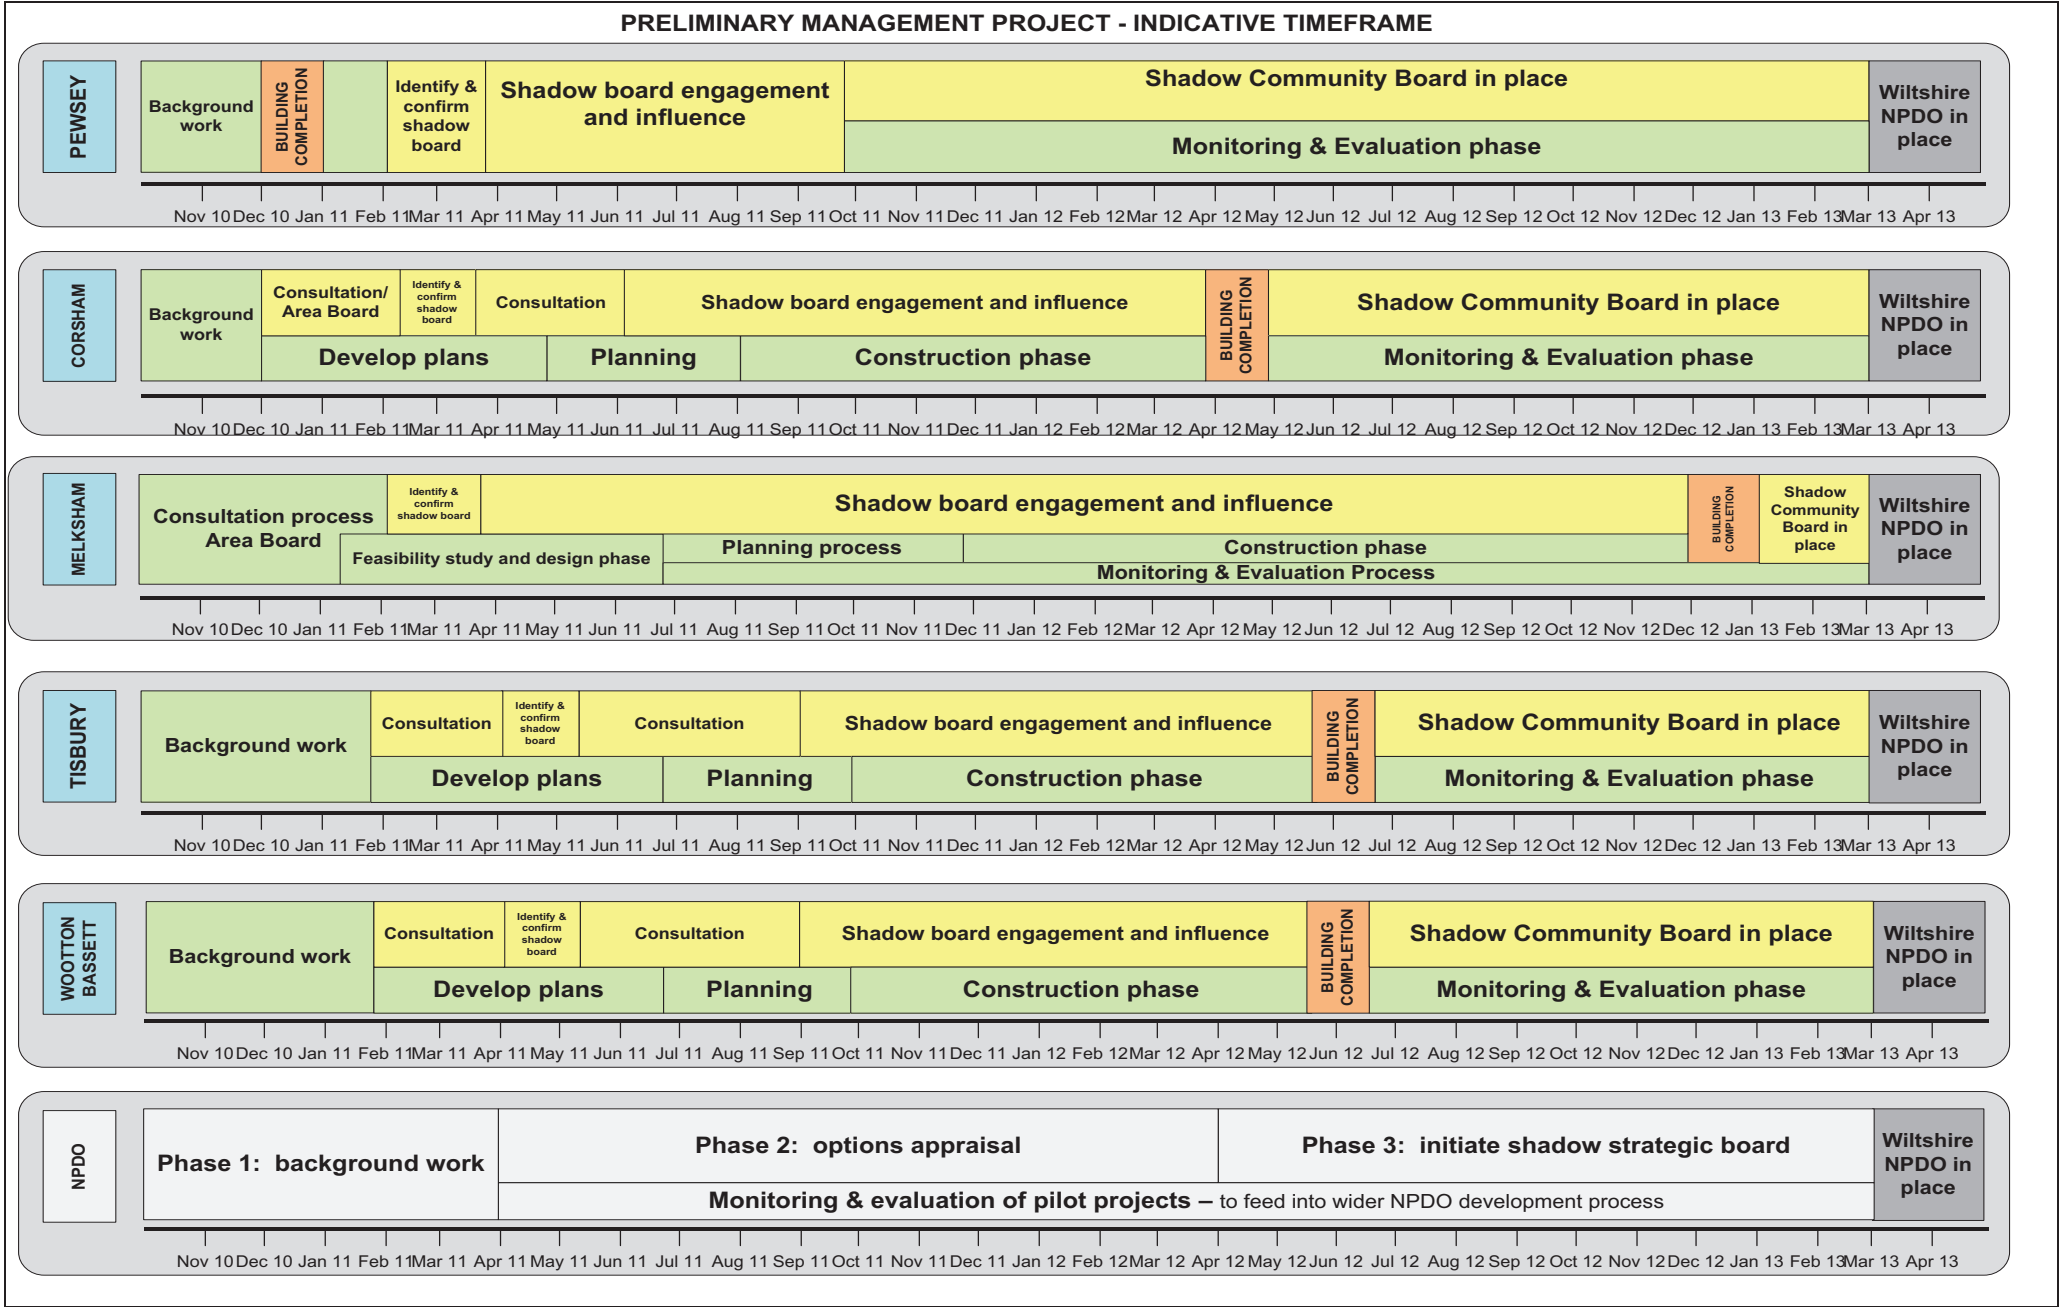 PRELIMINARY MANAGEMENT PROJECT - INDICATIVE TIMEFRAME
PEWSEY
Background
work
BUILDING
COMPLETION
Identify &
confirm
shadow
board
Shadow board engagement
and influence
Shadow Community Board in place
Monitoring & Evaluation phase
Wiltshire
NPDO in
place
Nov 10 Dec 10 Jan 11 Feb 11 Mar 11 Apr 11 May 11 Jun 11 Jul 11 Aug 11 Sep 11 Oct 11 Nov 11 Dec 11 Jan 12 Feb 12 Mar 12 Apr 12 May 12 Jun 12 Jul 12 Aug 12 Sep 12 Oct 12 Nov 12 Dec 12 Jan 13 Feb 13 Mar 13 Apr 13
CORSHAM
Background
work
Consultation/
Area Board
Identify &
confirm
shadow
board
Consultation
Shadow board engagement and influence
Develop plans
Planning
Construction phase
BUILDING
COMPLETION
Shadow Community Board in place
Monitoring & Evaluation phase
Wiltshire
NPDO in
place
Nov 10 Dec 10 Jan 11 Feb 11 Mar 11 Apr 11 May 11 Jun 11 Jul 11 Aug 11 Sep 11 Oct 11 Nov 11 Dec 11 Jan 12 Feb 12 Mar 12 Apr 12 May 12 Jun 12 Jul 12 Aug 12 Sep 12 Oct 12 Nov 12 Dec 12 Jan 13 Feb 13 Mar 13 Apr 13
MELKSHAM
Consultation process
Area Board
Identify &
confirm
shadow board
Shadow board engagement and influence
Feasibility study and design phase
Planning process
Construction phase
Monitoring & Evaluation Process
BUILDING
COMPLETION
Shadow
Community
Board in
place
Wiltshire
NPDO in
place
Nov 10 Dec 10 Jan 11 Feb 11 Mar 11 Apr 11 May 11 Jun 11 Jul 11 Aug 11 Sep 11 Oct 11 Nov 11 Dec 11 Jan 12 Feb 12 Mar 12 Apr 12 May 12 Jun 12 Jul 12 Aug 12 Sep 12 Oct 12 Nov 12 Dec 12 Jan 13 Feb 13 Mar 13 Apr 13
TISBURY
Background work
Consultation
Identify &
confirm
shadow
board
Consultation
Shadow board engagement and influence
Develop plans
Planning
Construction phase
BUILDING
COMPLETION
Shadow Community Board in place
Monitoring & Evaluation phase
Wiltshire
NPDO in
place
Nov 10 Dec 10 Jan 11 Feb 11 Mar 11 Apr 11 May 11 Jun 11 Jul 11 Aug 11 Sep 11 Oct 11 Nov 11 Dec 11 Jan 12 Feb 12 Mar 12 Apr 12 May 12 Jun 12 Jul 12 Aug 12 Sep 12 Oct 12 Nov 12 Dec 12 Jan 13 Feb 13 Mar 13 Apr 13
WOOTTON
BASSETT
Background work
Consultation
Identify &
confirm
shadow
board
Consultation
Shadow board engagement and influence
Develop plans
Planning
Construction phase
BUILDING
COMPLETION
Shadow Community Board in place
Monitoring & Evaluation phase
Wiltshire
NPDO in
place
Nov 10 Dec 10 Jan 11 Feb 11 Mar 11 Apr 11 May 11 Jun 11 Jul 11 Aug 11 Sep 11 Oct 11 Nov 11 Dec 11 Jan 12 Feb 12 Mar 12 Apr 12 May 12 Jun 12 Jul 12 Aug 12 Sep 12 Oct 12 Nov 12 Dec 12 Jan 13 Feb 13 Mar 13 Apr 13
NPDO
Phase 1: background work
Phase 2: options appraisal
Phase 3: initiate shadow strategic board
Monitoring & evaluation of pilot projects – to feed into wider NPDO development process
Wiltshire
NPDO in
place
Nov 10 Dec 10 Jan 11 Feb 11 Mar 11 Apr 11 May 11 Jun 11 Jul 11 Aug 11 Sep 11 Oct 11 Nov 11 Dec 11 Jan 12 Feb 12 Mar 12 Apr 12 May 12 Jun 12 Jul 12 Aug 12 Sep 12 Oct 12 Nov 12 Dec 12 Jan 13 Feb 13 Mar 13 Apr 13